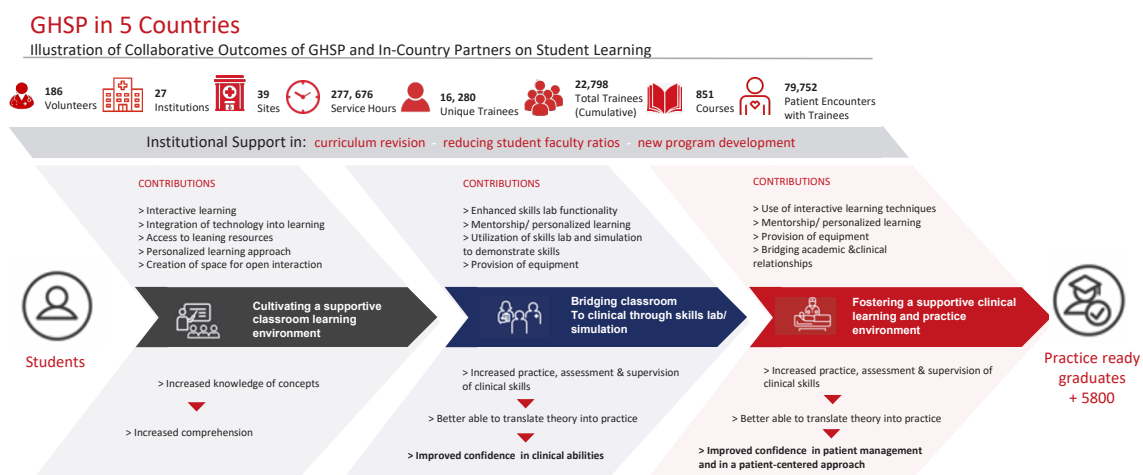 GHSP in 5 Countries
Illustration of Collaborative Outcomes of GHSP and In-Country Partners on Student Learning
186
Volunteers
27
Institutions
39
Sites
277, 676
Service Hours
16, 280
Unique Trainees
22,798
Total Trainees
(Cumulative)
851
Courses
79,752
Patient Encounters
with Trainees
Institutional Support in: curriculum revision - reducing student faculty ratios - new program development
CONTRIBUTIONS
> Interactive learning
> Integration of technology into learning
> Access to leaning resources
> Personalized learning approach
> Creation of space for open interaction
CONTRIBUTIONS
> Enhanced skills lab functionality
> Mentorship/ personalized learning
> Utilization of skills lab and simulation
to demonstrate skills
> Provision of equipment
CONTRIBUTIONS
> Use of interactive learning techniques
> Mentorship/ personalized learning
> Provision of equipment
> Bridging academic &clinical
relationships
Students
Cultivating a supportive
classroom learning
environment
Bridging classroom
To clinical through skills lab/
simulation
Fostering a supportive clinical
learning and practice
environment
Practice ready
graduates
+ 5800
> Increased knowledge of concepts
> Increased comprehension
> Increased practice, assessment & supervision
of clinical skills
> Better able to translate theory into practice
> Improved confidence in clinical abilities
> Increased practice, assessment & supervision of
clinical skills
> Better able to translate theory into practice
> Improved confidence in patient management
and in a patient-centered approach